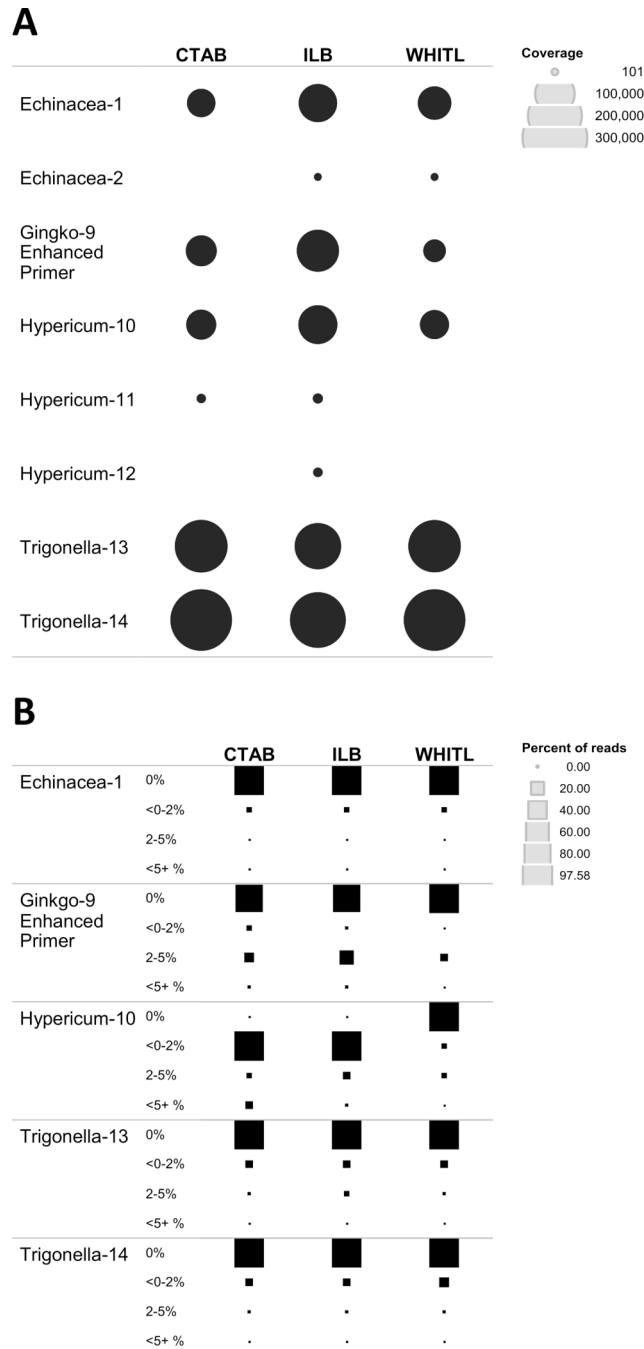 A
CTAB ILB WHITL
Coverage
101
100,000
200,000
300,000
Echinacea-1
Echinacea-2
Gingko-9
Enhanced
Primer
Hypericum-10
Hypericum-11
Hypericum-12
Trigonella-13
Trigonella-14
B
CTAB ILB WHITL
Percent of reads
0.00
20.00
40.00
60.00
80.00
97.58
Echinacea-1 0%
<0-2%
2-5%
<5+ %
Ginkgo-9 0%
Enhanced <0-2%
Primer
2-5%
<5+ %
Hypericum-10 0%
<0-2%
2-5%
<5+ %
Trigonella-13 0%
<0-2%
2-5%
<5+ %
Trigonella-14 0%
<0-2%
2-5%
<5+ %